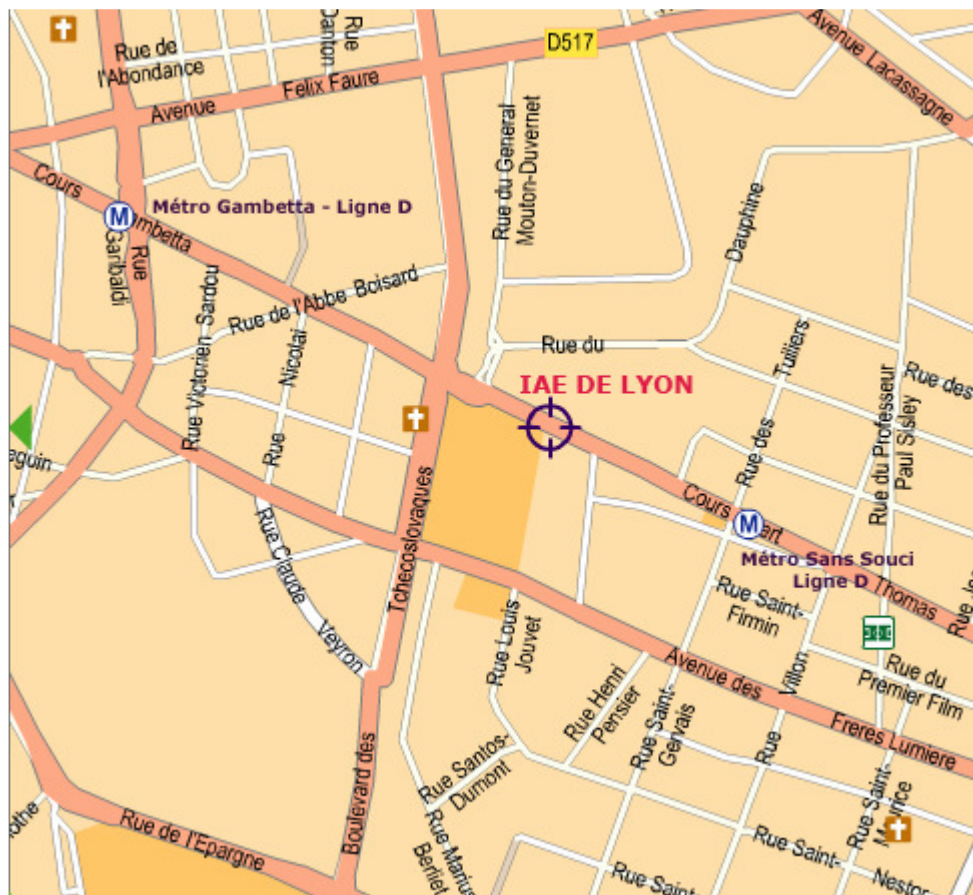 D517
Avenue Lacassagne
Rue de
l'Abondance
Rue
Danton
Avenue
Felix Faure
Cours
Métro Gambetta - Ligne D
M
Rue
Garibaldi
Rue du General
Mouton-Duvernet
Dauphine
Rue de l'Abbe Boisard
Rue Victorien Sardou
Rue Nicolai
Rue du
IAE DE LYON
Rue des
Tuiliers
Rue des
Rue du Professeur
Paul Sisley
Cours
M
Métro Sans Souci
Ligne D
Thomas
Tchecoslovaques
Rue Claude
Veyron
Rue Saint-
Firmin
Rue Louis
Jouvet
Avenue des
Freres Lumiere
Rue Henri
Pensier
Rue Saint-
Gervais
Rue Villon
Rue du
Premier Film
Rue Santos-
Dumont
Rue Saint-
Maurice
Boulevard des
Rue de l'Epargne
Rue Marius
Berliet
Rue Saint-
Nestor